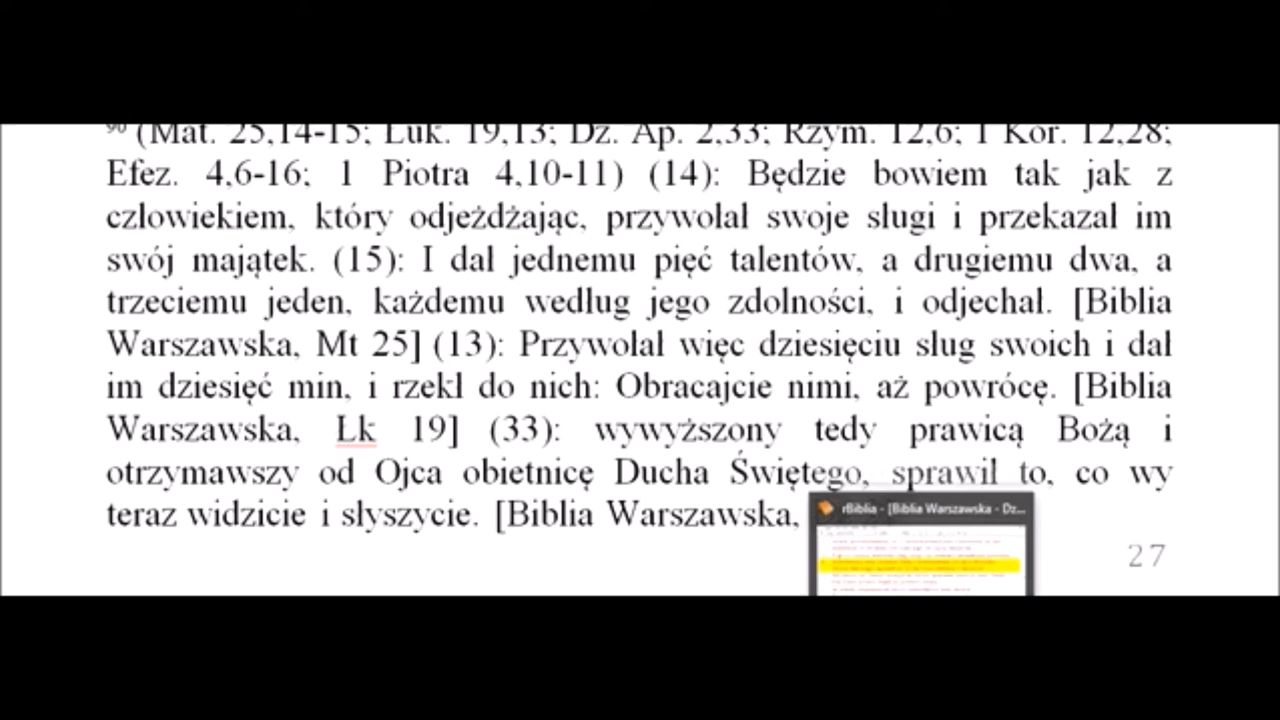 ⁹⁰ (Mat. 25,14-15; Łuk. 19,13; Dz. Ap. 2,33; Rzym. 12,6; 1 Kor. 12,28;
Efez. 4,6-16; 1 Piotra 4,10-11) (14): Będzie bowiem tak jak z
człowiekiem, który odjeżdżając, przywołał swoje sługi i przekazał im
swój majątek. (15): I dał jednemu pięć talentów, a drugiemu dwa, a
trzeciemu jeden, każdemu według jego zdolności, i odjechał. [Biblia
Warszawska, Mt 25] (13): Przywołał więc dziesięciu sług swoich i dał
im dziesięć min, i rzekł do nich: Obracajcie nimi, aż powrócę. [Biblia
Warszawska, Łk 19] (33): wywyższony tedy prawicą Bożą i
otrzymawszy od Ojca obietnicę Ducha Świętego, sprawił to, co wy
teraz widzicie i słyszycie. [Biblia Warszawska,
rBiblia - [Biblia Warszawska - Dz...
27